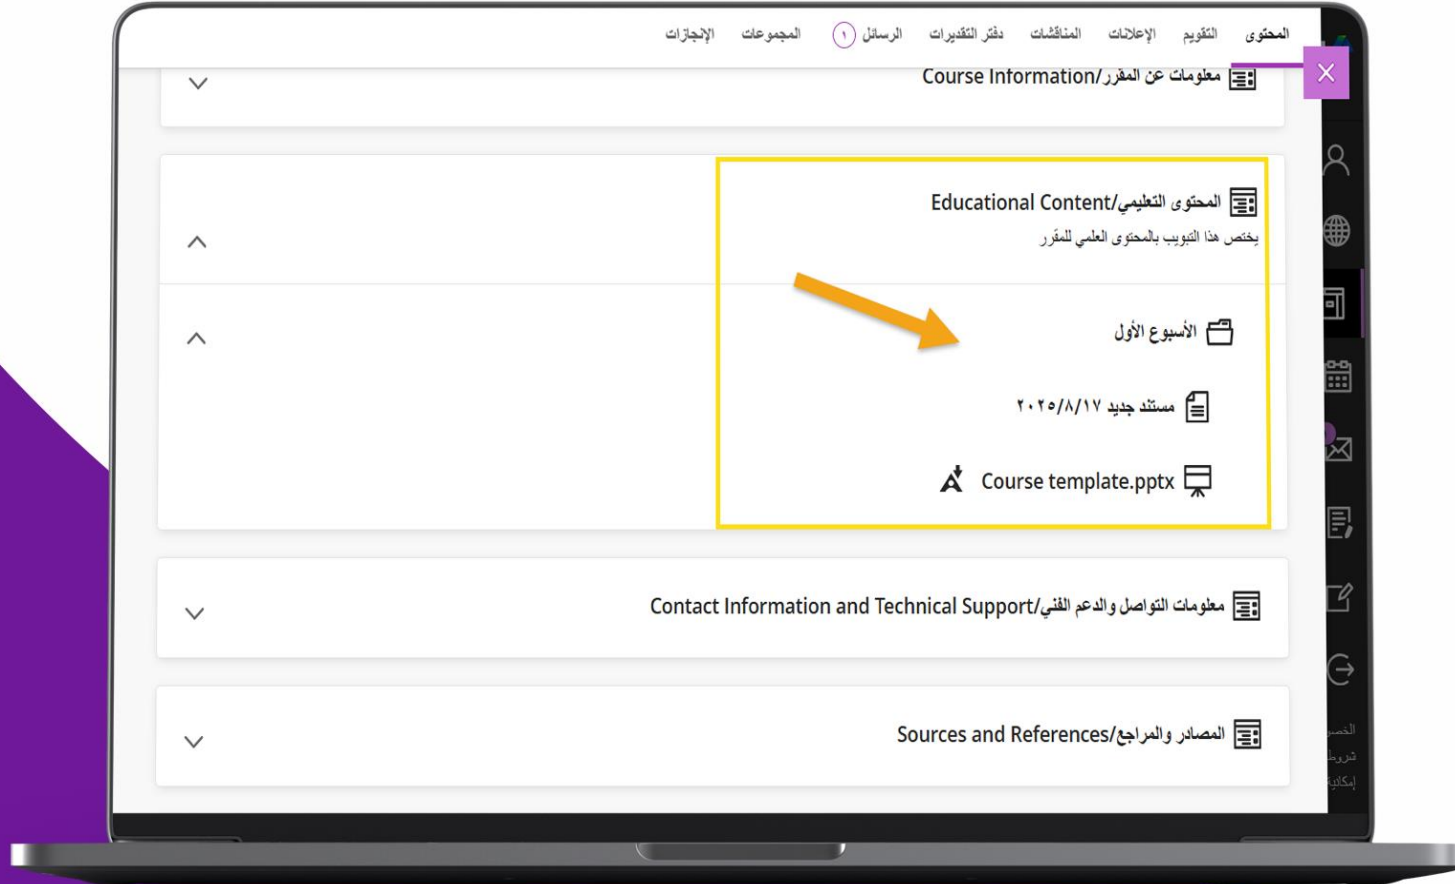 المحتوى التقويم الإعلانات المناقشات دفتر التقديرات الرسائل ١ المجموعات الإنجازات
معلومات عن المقرر/Course Information
المحتوى التعليمي/Educational Content
يختص هذا التبويب بالمحتوى العلمي للمقرر
الأسبوع الأول
مستند جديد ٢٠٢٥/٨/١٧
Course template.pptx
معلومات التواصل والدعم الفني/Contact Information and Technical Support
المصادر والمراجع/Sources and References
شروط
إمكانية